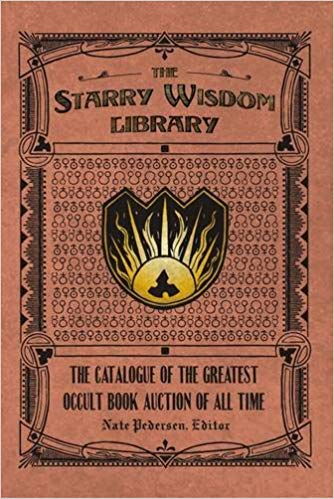 THE
STARRY WISDOM
LIBRARY
THE CATALOGUE OF THE GREATEST
OCCULT BOOK AUCTION OF ALL TIME
Nate Pedersen, Editor